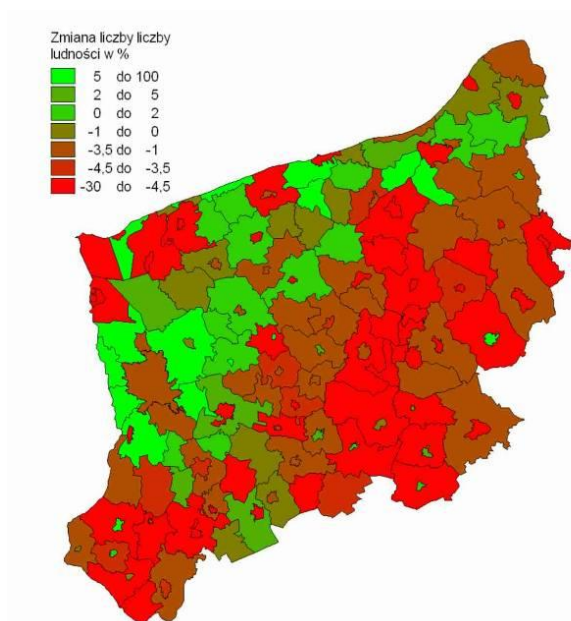 Zmiana liczby liczby
ludności w %
5 do 100
2 do 5
0 do 2
-1 do 0
-3,5 do -1
-4,5 do -3,5
-30 do -4,5